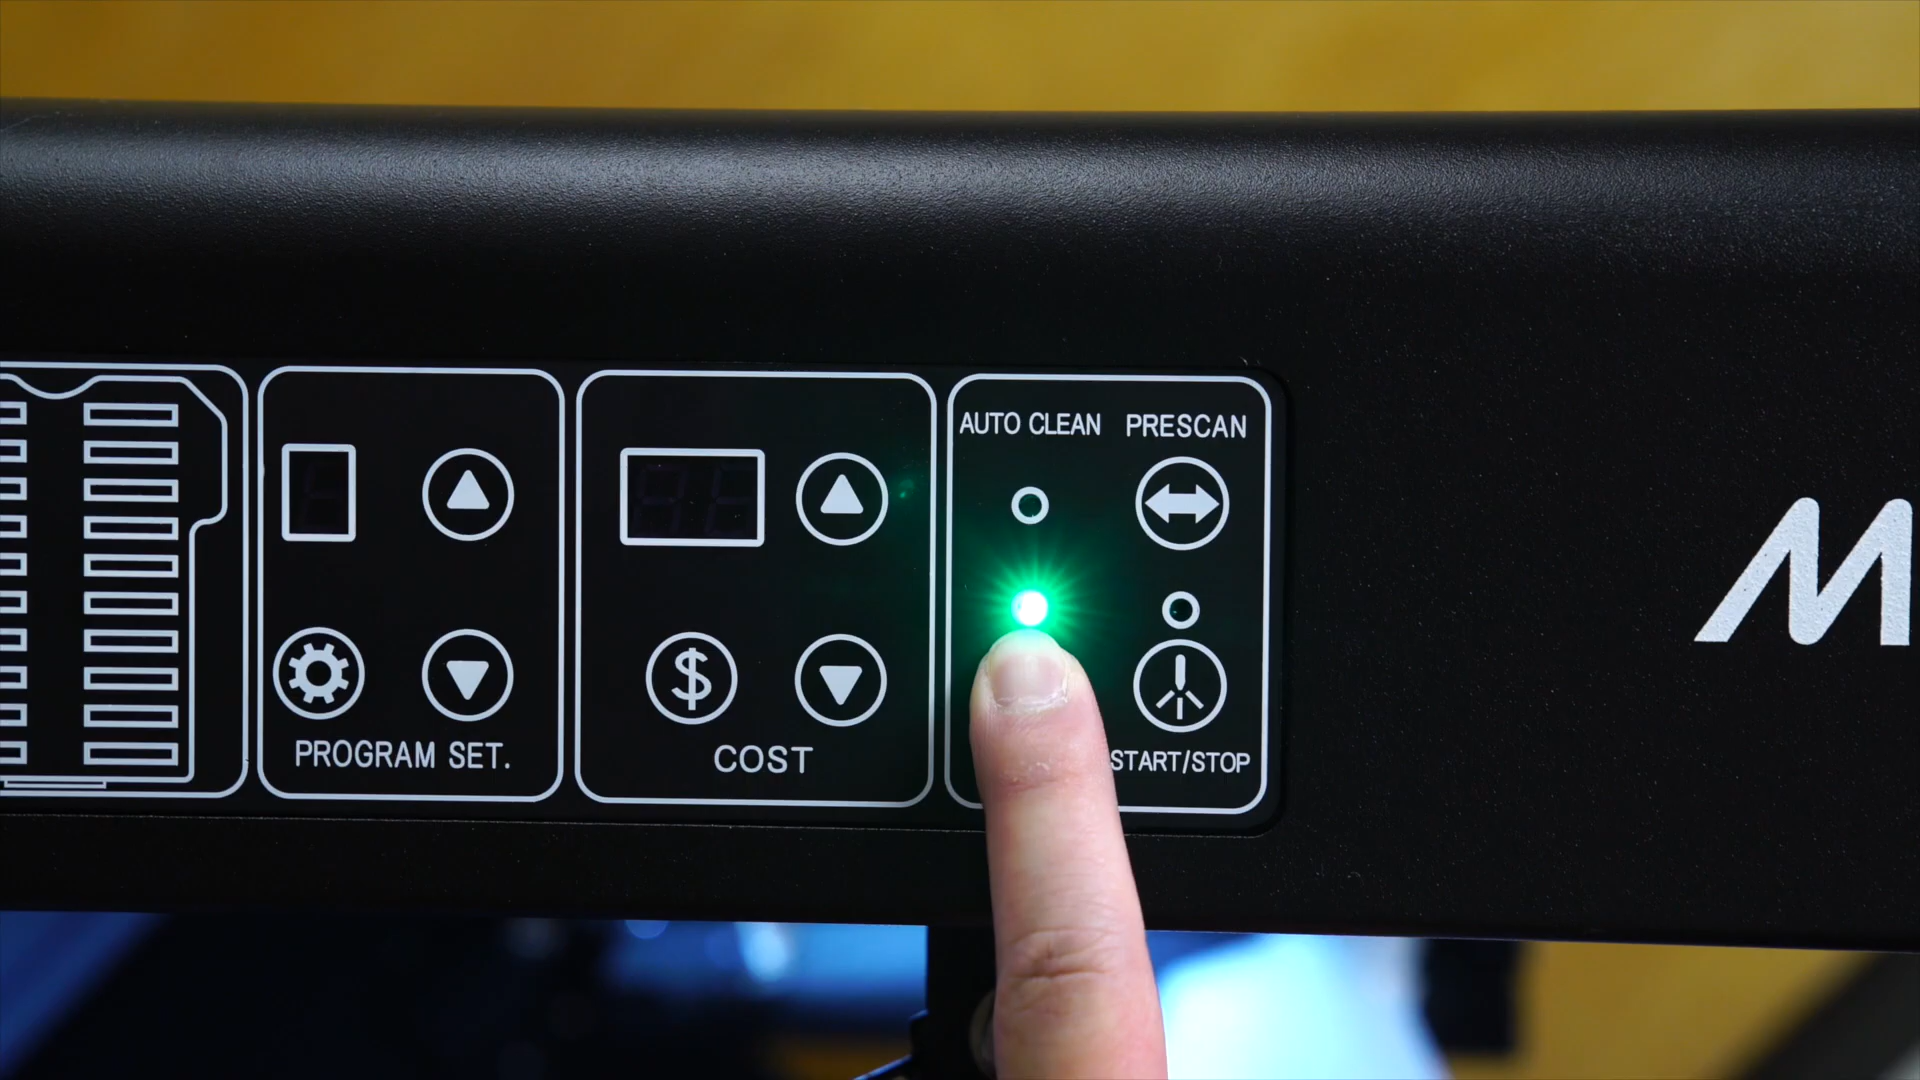 AUTO CLEAN PRESCAN
PROGRAM SET.
$
COST
START/STOP
M